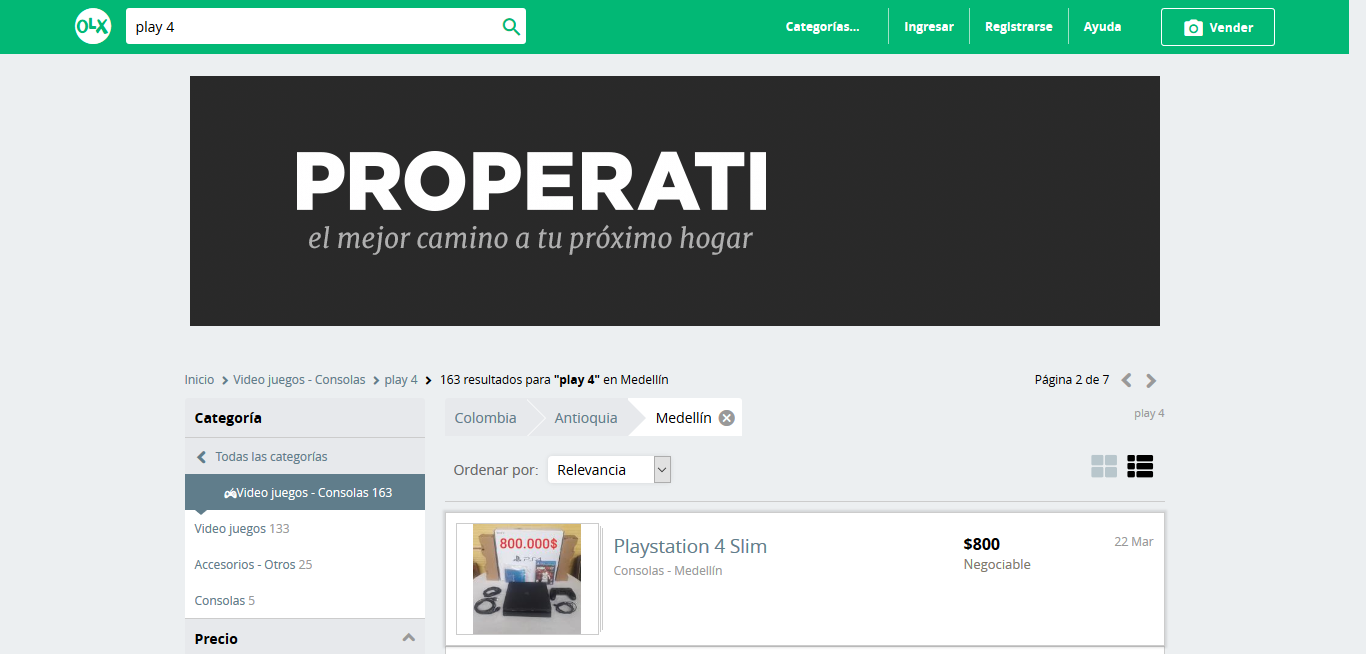 OLX
play 4
Categorías...
Ingresar
Registrarse
Ayuda
Vender
PROPERATI
el mejor camino a tu próximo hogar
Inicio
Video juegos - Consolas
play 4
163 resultados para "play 4" en Medellín
Página 2 de 7
Categoría
Todas las categorías
Video juegos - Consolas 163
Video juegos 133
Accesorios - Otros 25
Consolas 5
Precio
Colombia
Antioquia
Medellín
play 4
Ordenar por:
Relevancia
800.000$
Playstation 4 Slim
Consolas - Medellín
$800
Negociable
22 Mar